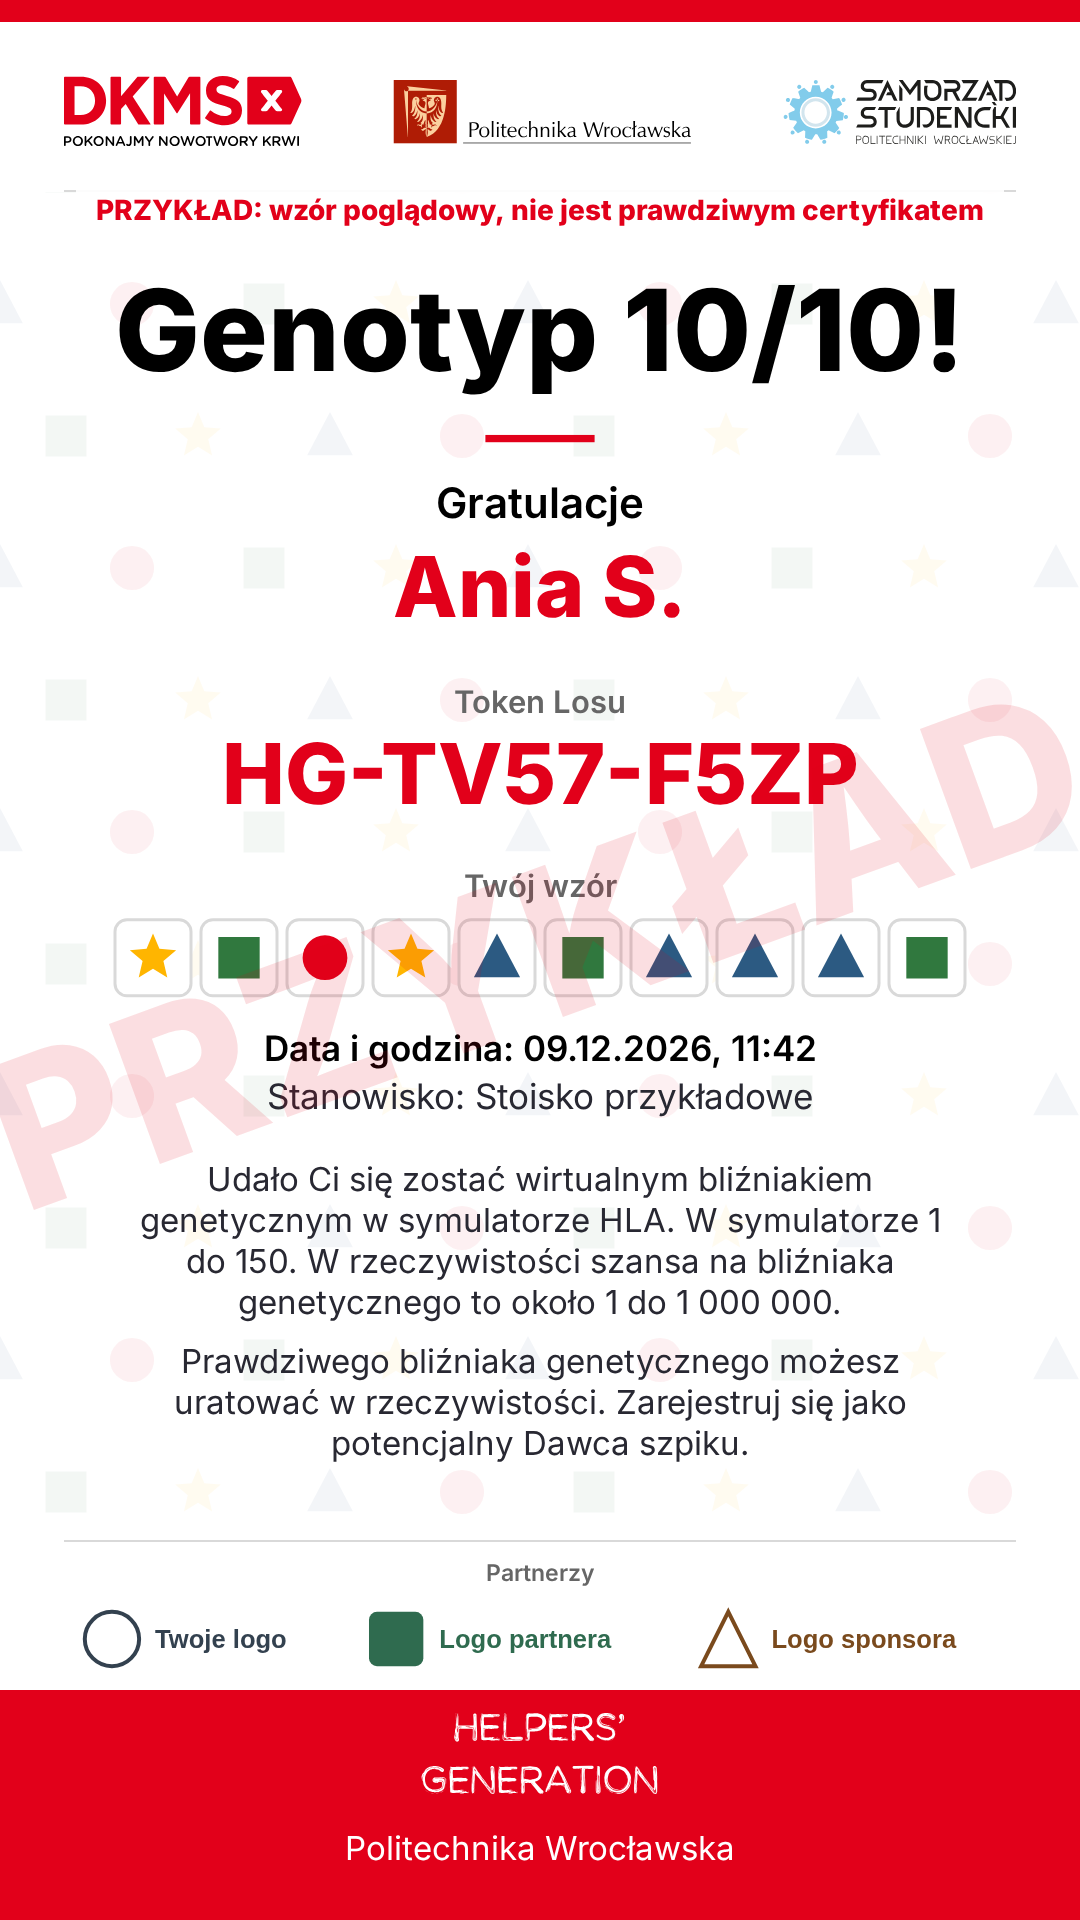 DKMS x
POKONAJMY NOWOTWORY KRWI
Politechnika Wrocławska
SAMORZĄD
STUDENCKI
POLITECHNIKI WROCŁAWSKIEJ
PRZYKŁAD: wzór poglądowy, nie jest prawdziwym certyfikatem
Genotyp 10/10!
Gratulacje
Ania S.
Token Losu
HG-TV57-F5ZP
Twój wzór
PRZYKŁAD
Data i godzina: 09.12.2026, 11:42
Stanowisko: Stoisko przykładowe
Udało Ci się zostać wirtualnym bliźniakiem
genetycznym w symulatorze HLA. W symulatorze 1
do 150. W rzeczywistości szansa na bliźniaka
genetycznego to około 1 do 1 000 000.
Prawdziwego bliźniaka genetycznego możesz
uratować w rzeczywistości. Zarejestruj się jako
potencjalny Dawca szpiku.
Partnerzy
Twoje logo
Logo partnera
Logo sponsora
HELPERS'
GENERATION
Politechnika Wrocławska